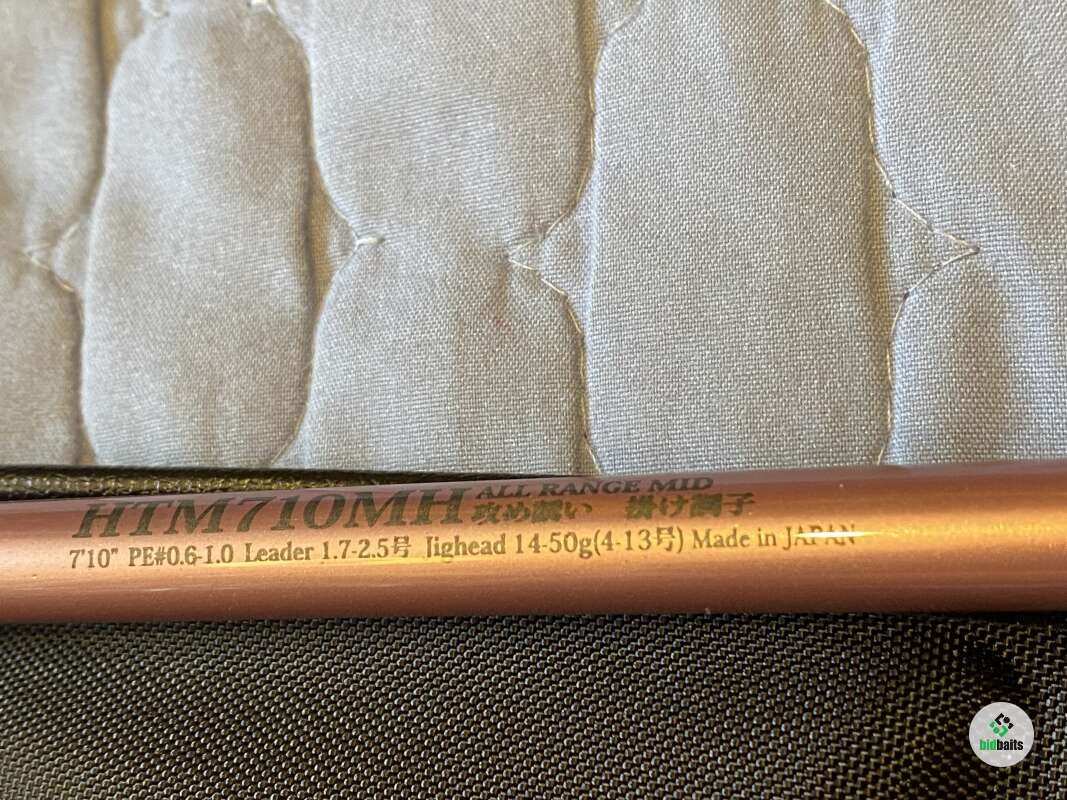 HTM710MH ALL RANGE MID
攻め誘い 掛け調子
7'10" PE#0.6-1.0 Leader 1.7-2.5号 Jighead 14-50g(4-13号) Made in JAPAN
bidbaits